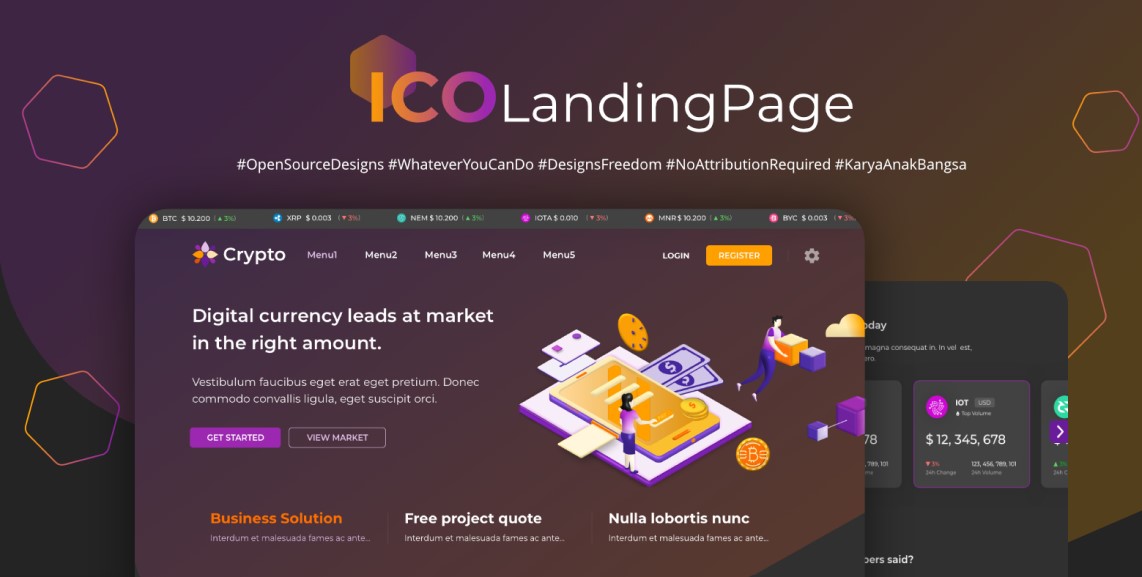 ICO LandingPage
#OpenSourceDesigns #WhateverYouCanDo #DesignsFreedom #NoAttributionRequired #KaryaAnakBangsa
BTC $ 10.200 (▲ 3%) XRP $ 0.003 (▼3%) NEM $ 10.200 (▲ 3%) IOTA $ 0.010 (▼3%) MNR $ 10.200 (▲ 3%) BYC $ 0.003 (▼3%
Crypto Menu1 Menu2 Menu3 Menu4 Menu5 LOGIN REGISTER
Digital currency leads at market
in the right amount.
Vestibulum faucibus eget erat eget pretium. Donec
commodo convallis ligula, eget suscipit orci.
GET STARTED VIEW MARKET
Business Solution
Interdum et malesuada fames ac ante...
Free project quote
Interdum et malesuada fames ac ante...
Nulla lobortis nunc
Interdum et malesuada fames ac ante...
oday
magna consequat in. In vel est,
78
IOT USD
Top Volume
$ 12, 345, 678
▼3% 123, 456, 789, 101
24h Change 24h Volume
, 789, 101
bers said?